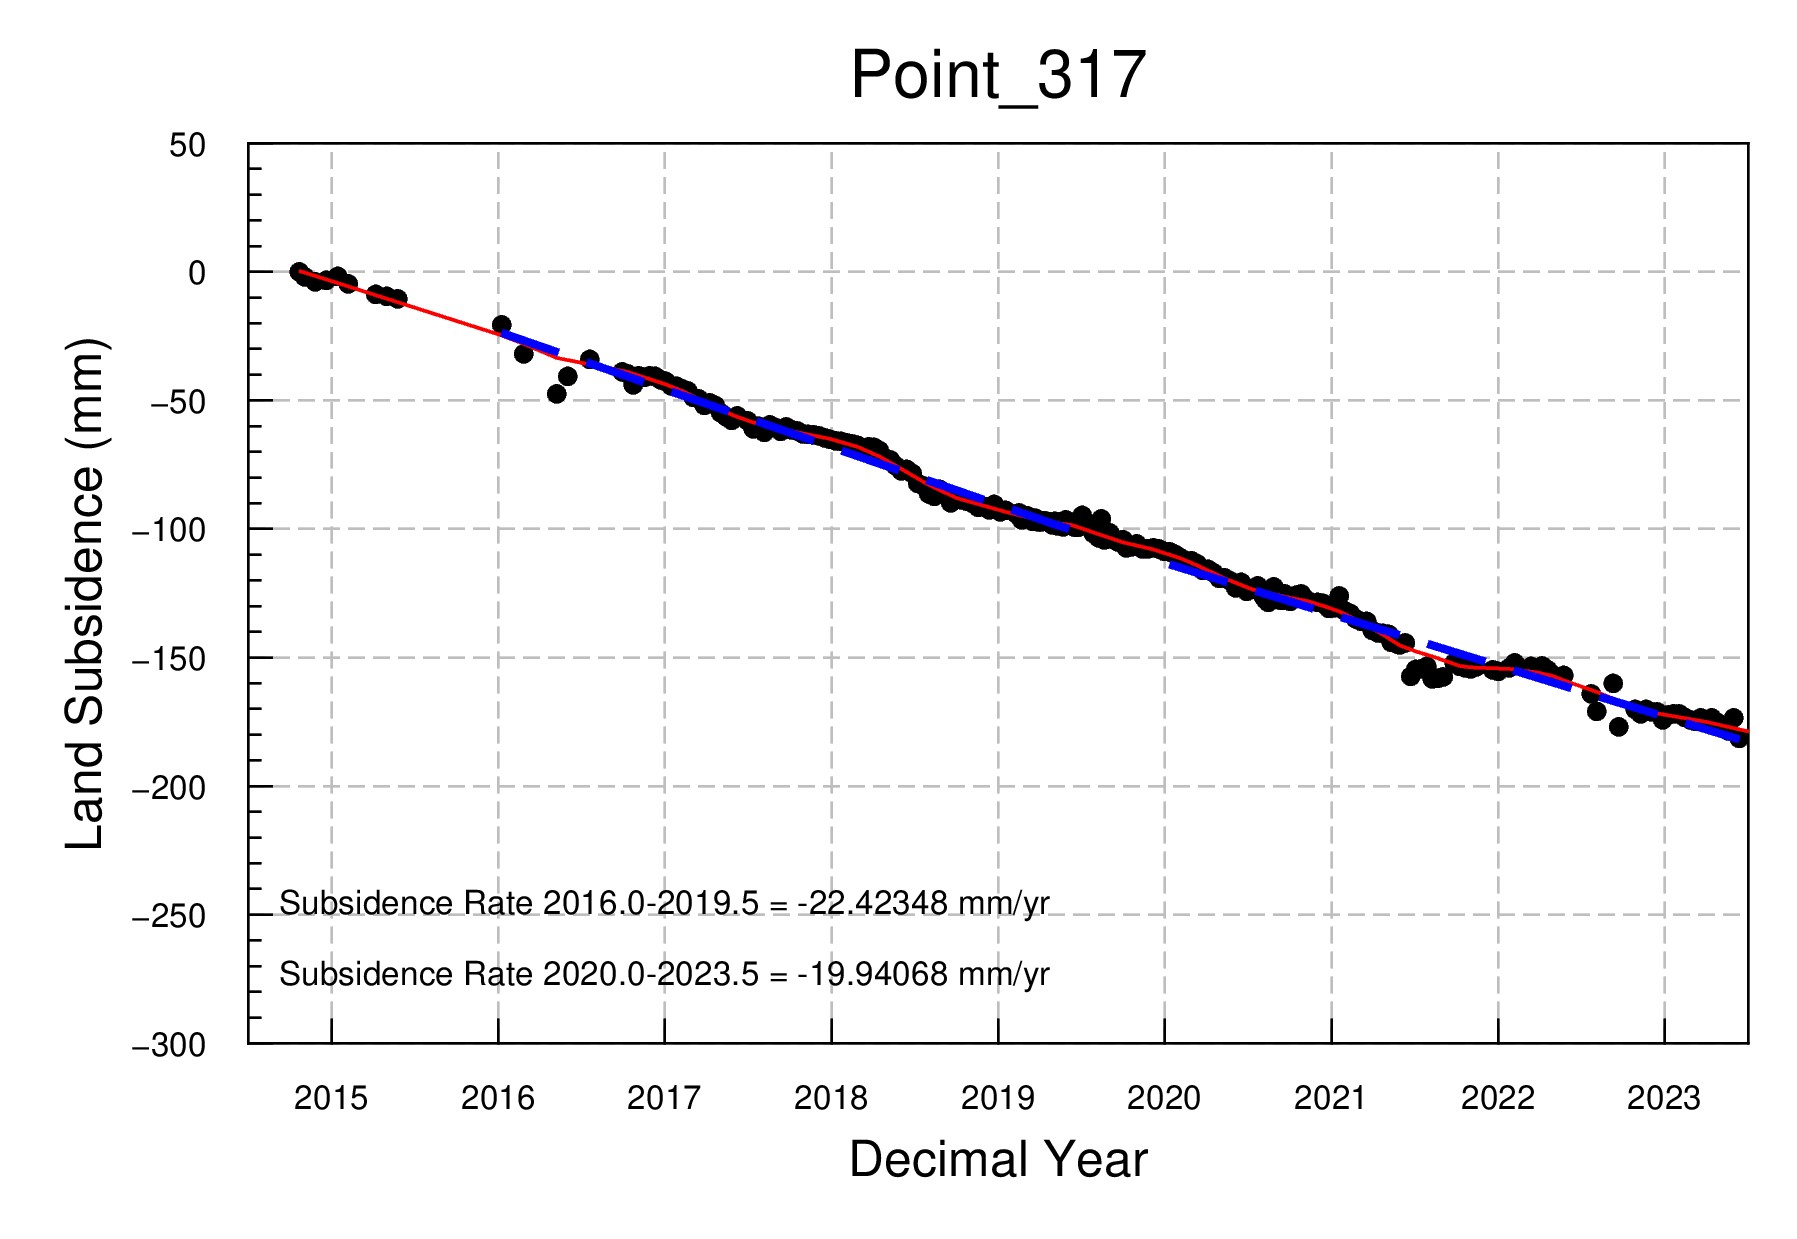 Point_317
50
0
−50
−100
−150
−200
−250
−300
Land Subsidence (mm)
Subsidence Rate 2016.0-2019.5 = -22.42348 mm/yr
Subsidence Rate 2020.0-2023.5 = -19.94068 mm/yr
2015 2016 2017 2018 2019 2020 2021 2022 2023
Decimal Year